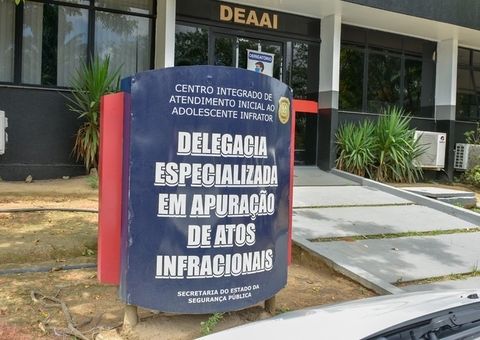 DEAAI
CENTRO INTEGRADO DE
ATENDIMENTO INICIAL AO
ADOLESCENTE INFRATOR
DELEGACIA
ESPECIALIZADA
EM APURAÇÃO
DE ATOS
INFRACIONAIS
SECRETARIA DO ESTADO DA
SEGURANÇA PÚBLICA